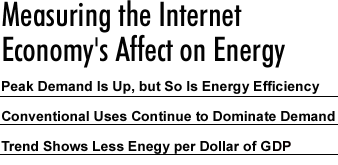 Measuring the Internet
Economy's Affect on Energy
Peak Demand Is Up, but So Is Energy Efficiency
Conventional Uses Continue to Dominate Demand
Trend Shows Less Enegy per Dollar of GDP